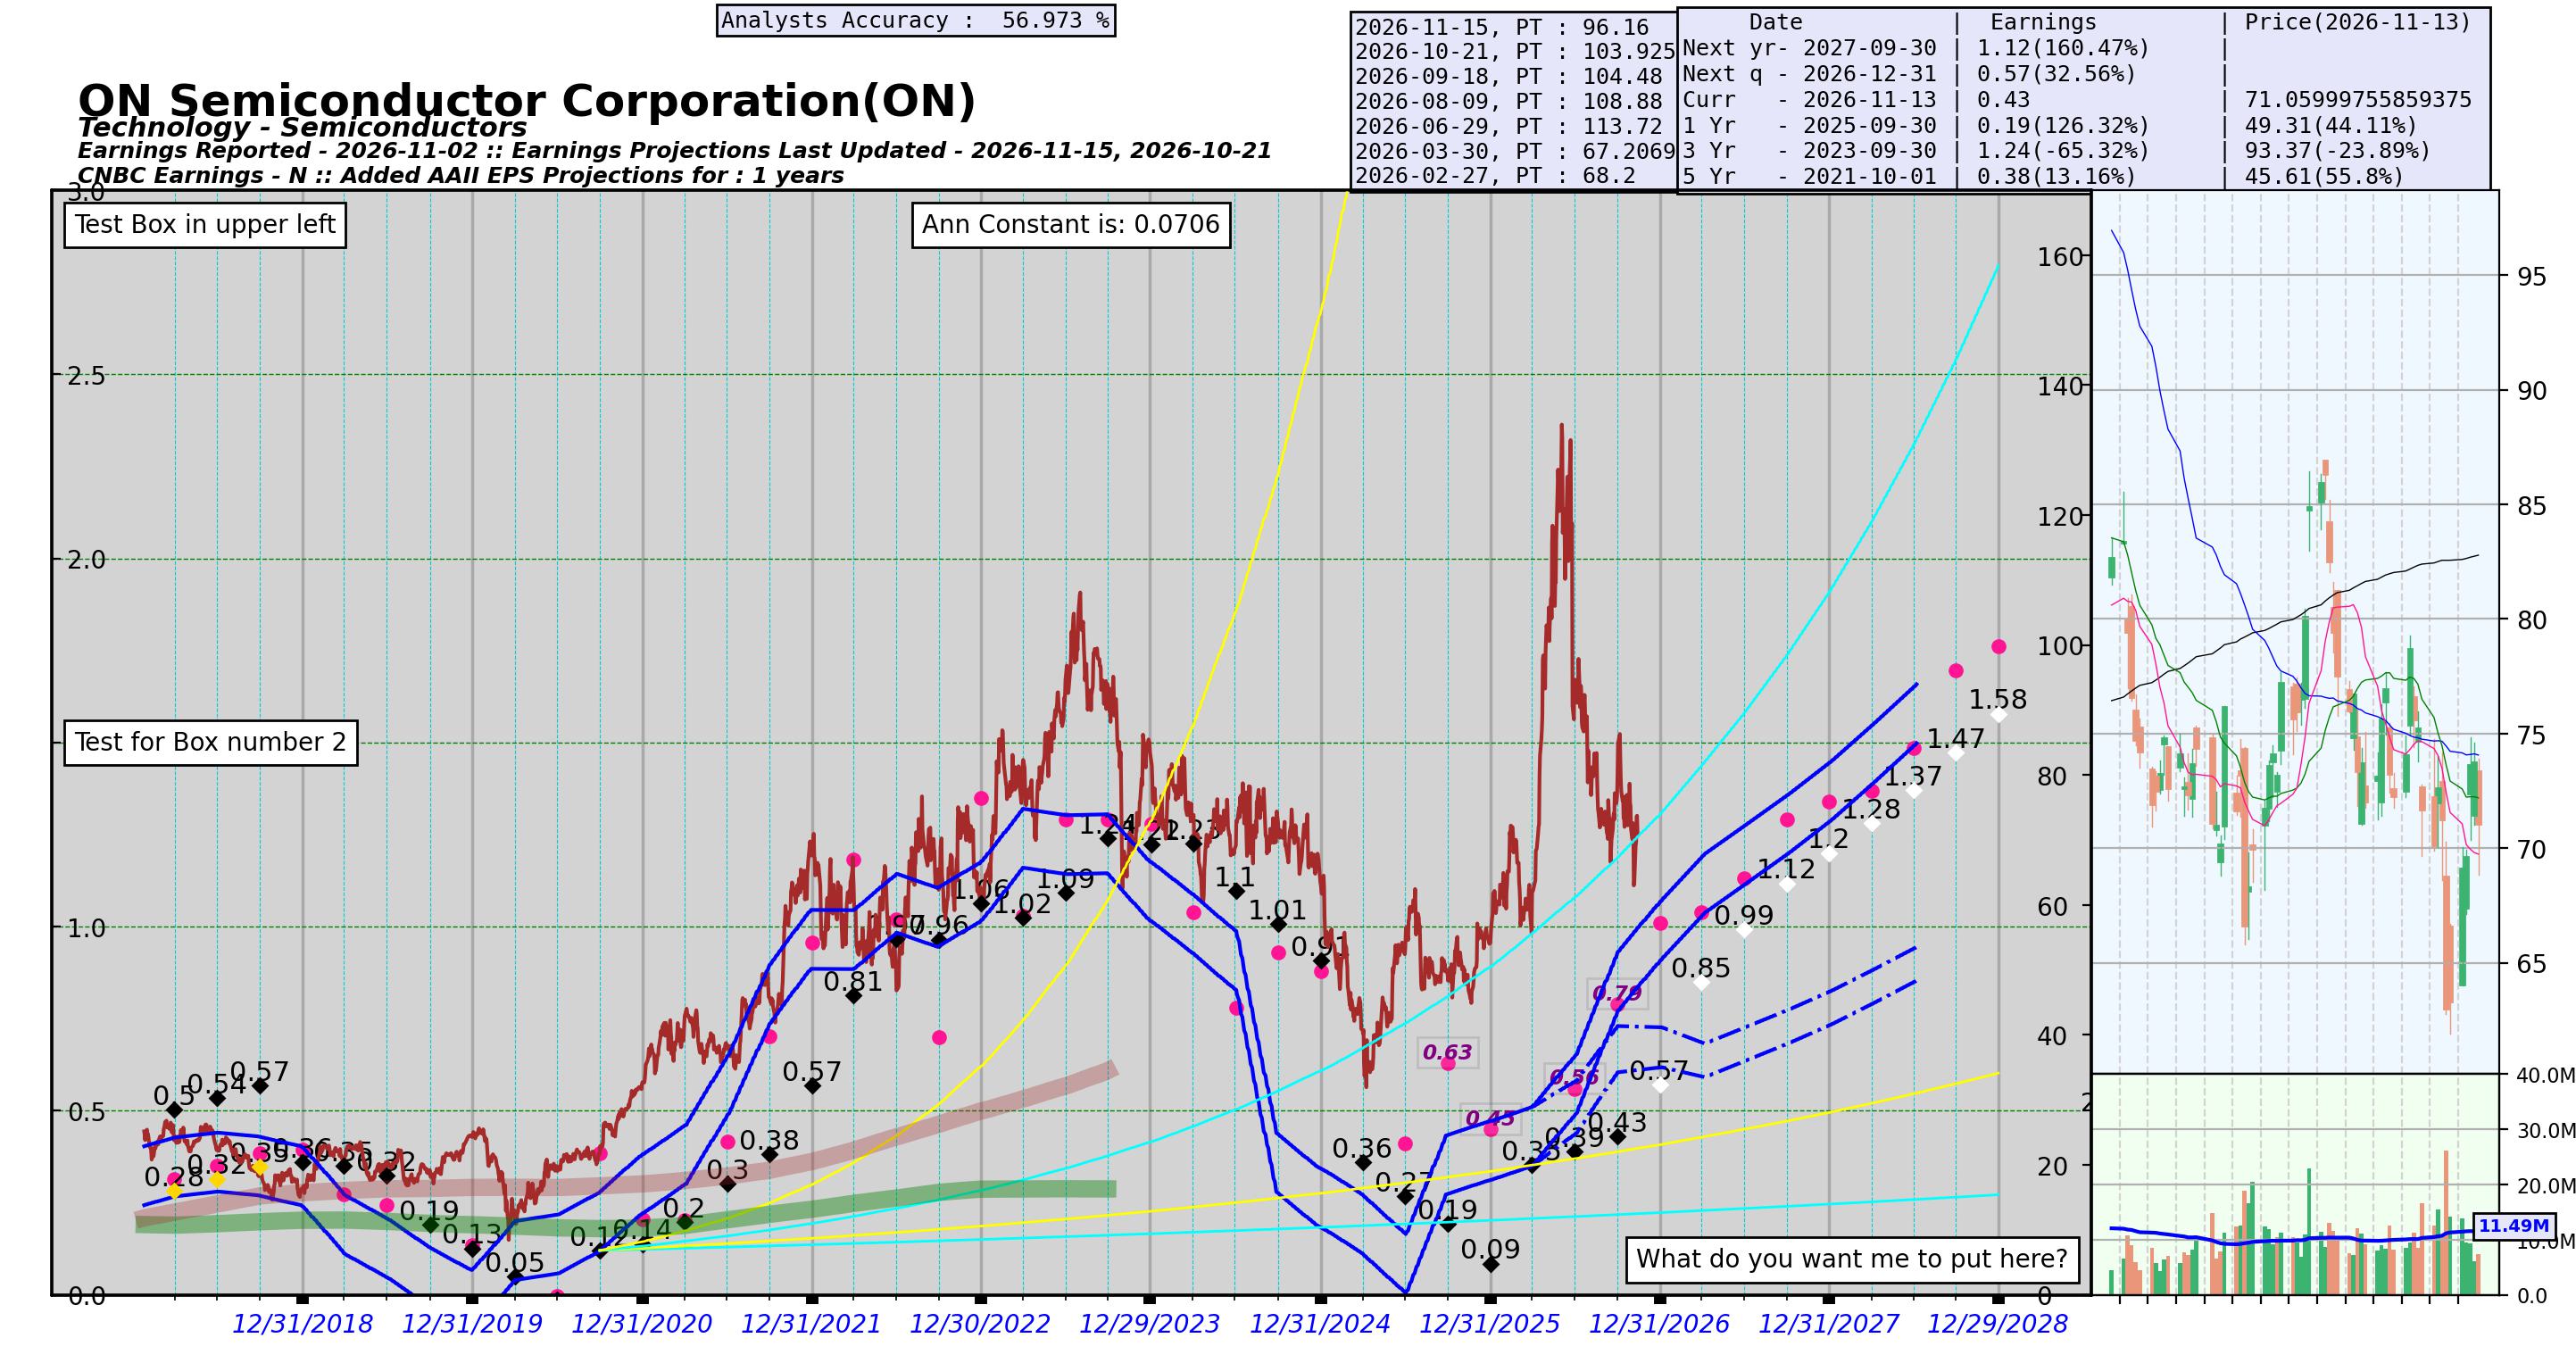 Analysts Accuracy :  56.973 %
2026-11-15, PT : 96.16
2026-10-21, PT : 103.925
2026-09-18, PT : 104.48
2026-08-09, PT : 108.88
2026-06-29, PT : 113.72
2026-03-30, PT : 67.2069
2026-02-27, PT : 68.2
Date | Earnings | Price(2026-11-13)
Next yr- 2027-09-30 | 1.12(160.47%) |
Next q - 2026-12-31 | 0.57(32.56%) |
Curr - 2026-11-13 | 0.43 | 71.05999755859375
1 Yr - 2025-09-30 | 0.19(126.32%) | 49.31(44.11%)
3 Yr - 2023-09-30 | 1.24(-65.32%) | 93.37(-23.89%)
5 Yr - 2021-10-01 | 0.38(13.16%) | 45.61(55.8%)
ON Semiconductor Corporation(ON)
Technology - Semiconductors
Earnings Reported - 2026-11-02 :: Earnings Projections Last Updated - 2026-11-15, 2026-10-21
CNBC Earnings - N :: Added AAII EPS Projections for : 1 years
3.0
Test Box in upper left
Ann Constant is: 0.0706
160
95
2.5
140
90
120
85
2.0
100
80
1.58
Test for Box number 2
1.47
75
1.37
80
1.28
1.23
1.2
1.12
70
1.1
1.09
1.06
1.02
1.01
0.99
1.0
0.96
0.91
60
0.85
65
0.81
0.79
40
0.63
0.57
0.57
0.57
0.56
0.54
0.5
0.5
0.45
0.43
0.39
0.38
0.36
0.36
0.35
0.32
0.32
0.3
0.28
0.27
0.2
0.19
0.19
0.14
0.13
0.09
0.05
20
40.0M
30.0M
20.0M
11.49M
10.0M
0.0
What do you want me to put here?
0.0
0
12/31/2018
12/31/2019
12/31/2020
12/31/2021
12/30/2022
12/29/2023
12/31/2024
12/31/2025
12/31/2026
12/31/2027
12/29/2028